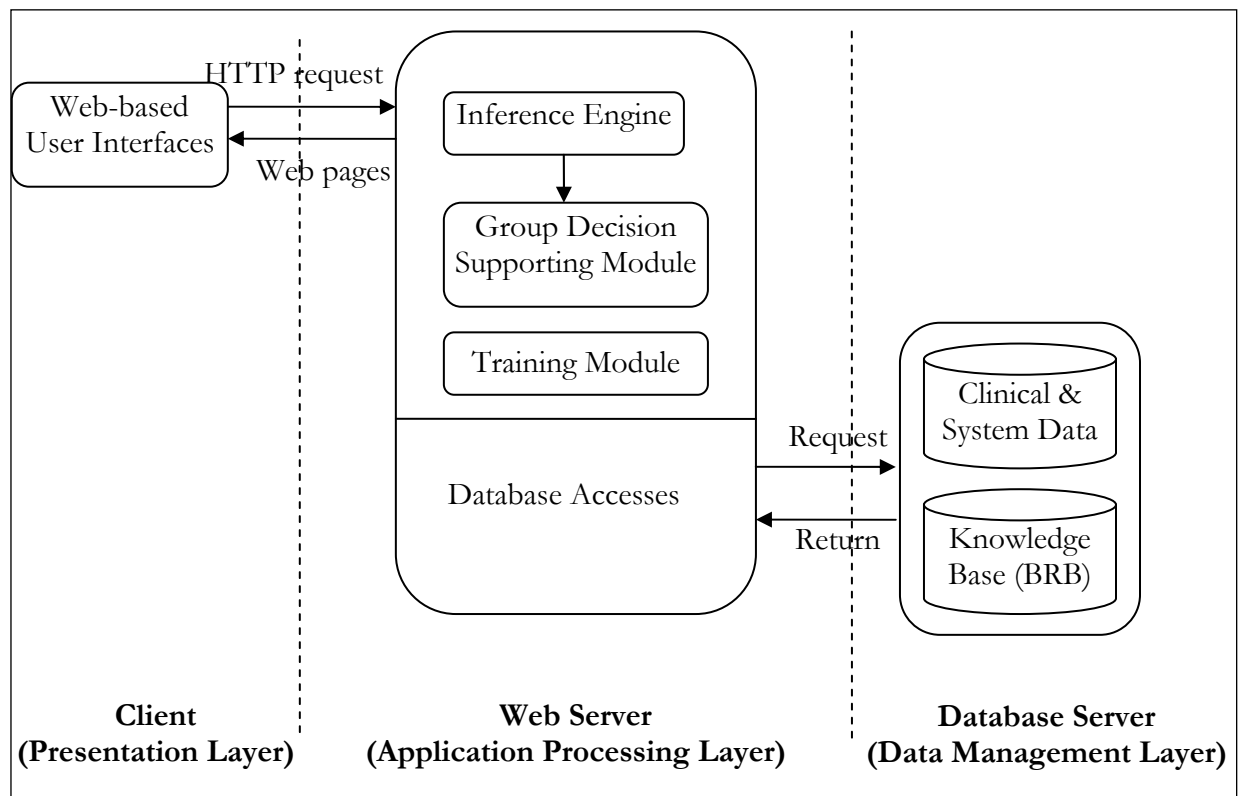 HTTP request
Web-based
User Interfaces
Web pages
Inference Engine
Group Decision
Supporting Module
Training Module
Database Accesses
Request
Return
Clinical &
System Data
Knowledge
Base (BRB)
Client
(Presentation Layer)
Web Server
(Application Processing Layer)
Database Server
(Data Management Layer)